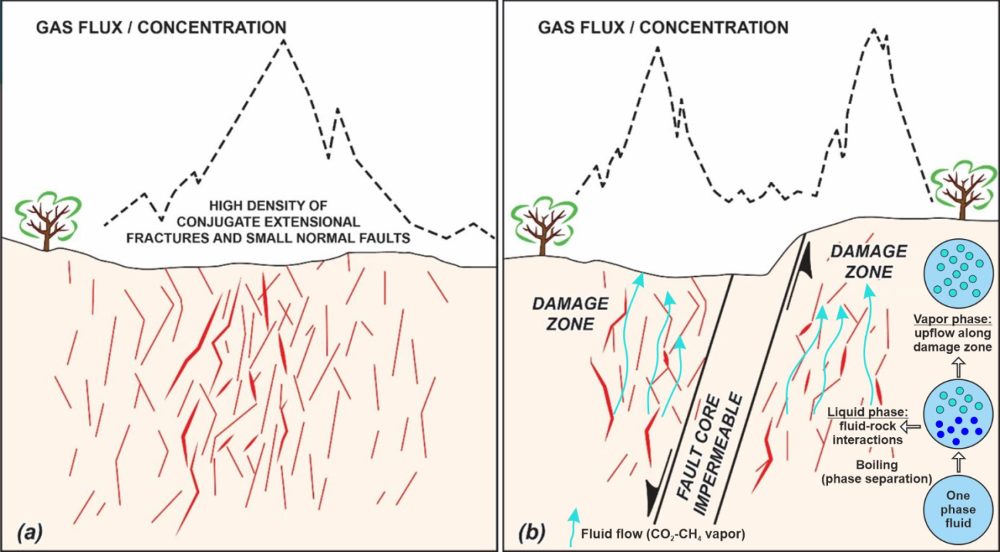 GAS FLUX / CONCENTRATION
HIGH DENSITY OF
CONJUGATE EXTENSIONAL
FRACTURES AND SMALL NORMAL FAULTS
(a)
GAS FLUX / CONCENTRATION
DAMAGE
ZONE
DAMAGE
ZONE
FAULT CORE
IMPERMEABLE
Vapor phase:
upflow along
damage zone
Liquid phase:
fluid-rock
interactions
Boiling
(phase separation)
One
phase
fluid
(b)
Fluid flow (CO₂-CH₄ vapor)